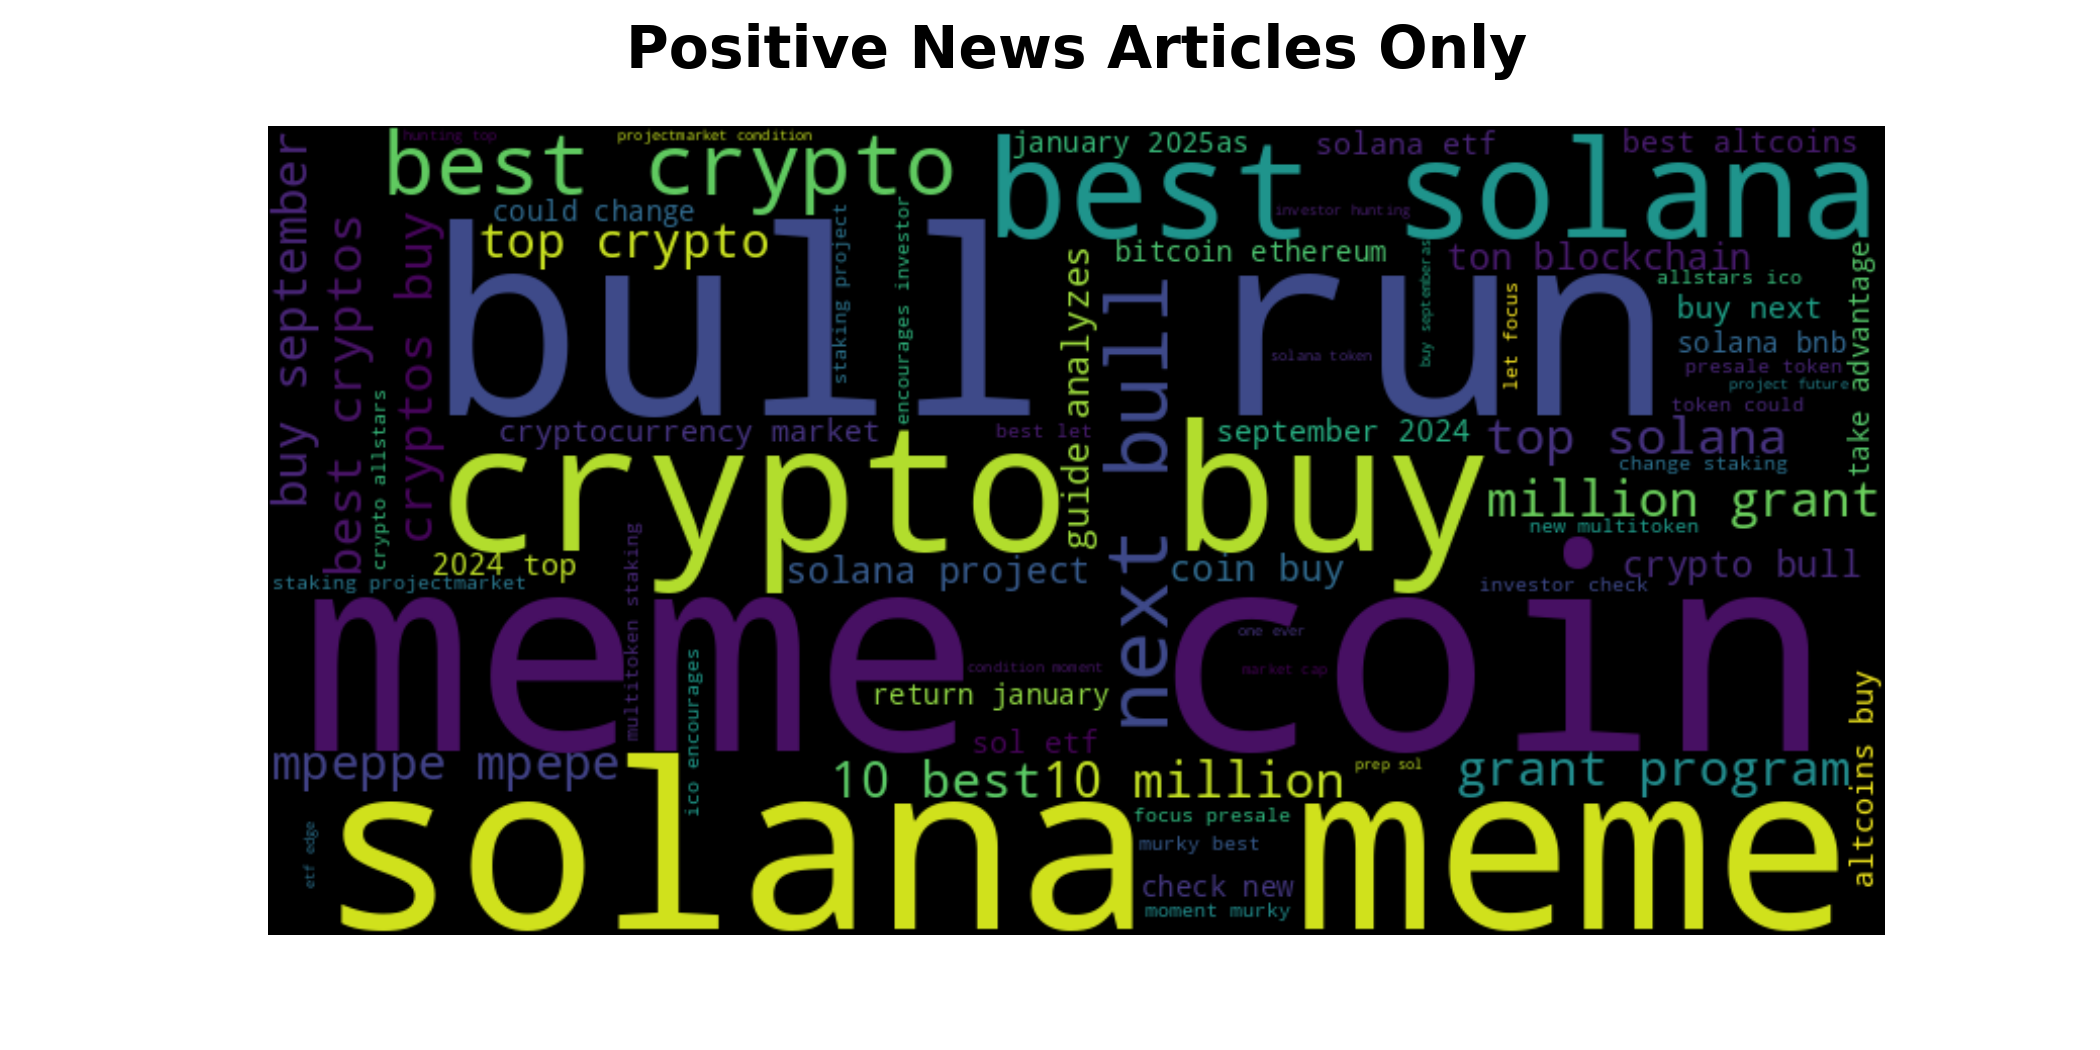 Positive News Articles Only
hunting top
projectmarket condition
best crypto
january 2025as
solana etf
best altcoins
best solana
buy september
best cryptos
cryptos buy
could change
top crypto
staking project
encourages investor
investor hunting
bitcoin ethereum
ton blockchain
allstars ico
take advantage
guide analyzes
next bull
bull run
buy septemberas
let focus
buy next
solana bnb
solana token
presale token
project future
token could
crypto allstars
cryptocurrency market
best let
september 2024
top solana
change staking
crypto buy
million grant
new multitoken
2024 top
solana project
coin buy
crypto bull
staking projectmarket
investor check
multitoken staking
meme coin
one ever
condition moment
market cap
return january
ico encourages
altcoins buy
sol etf
mpeppe mpepe
10 best
10 million
prep sol
grant program
focus presale
etf edge
murky best
solana meme
check new
moment murky